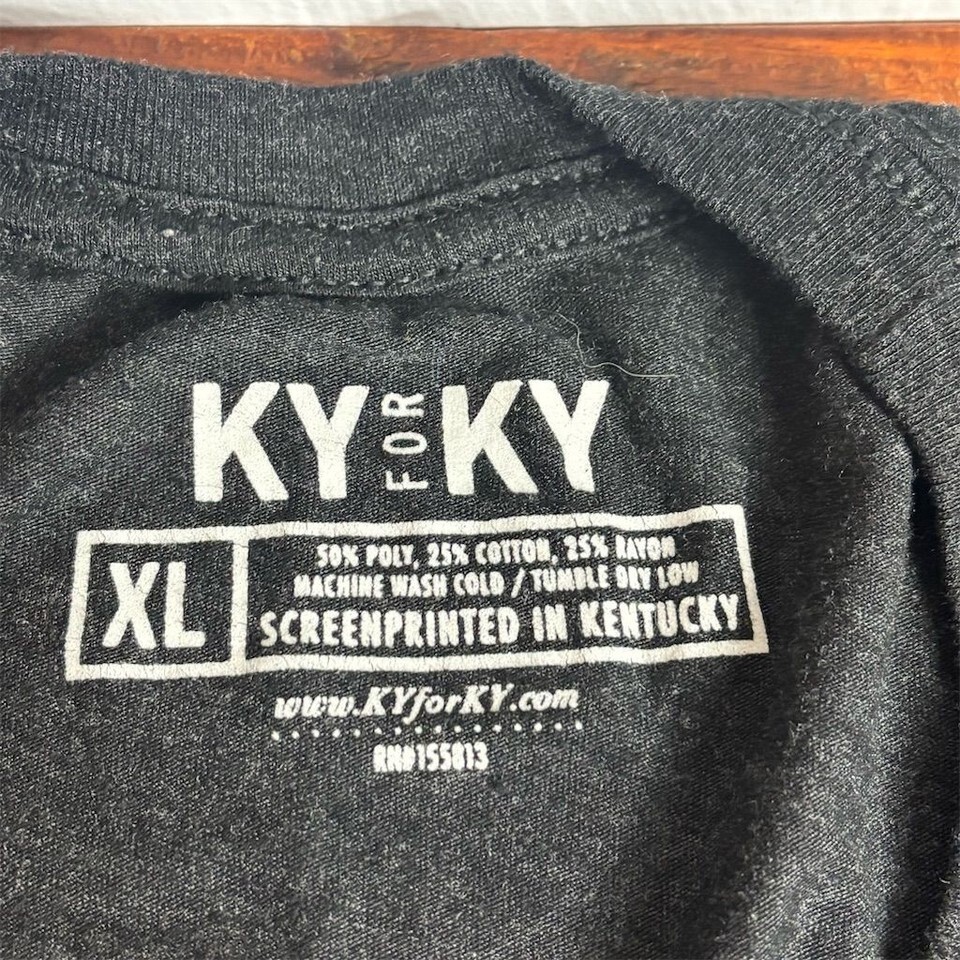 KY FOR KY
XL
50% POLY, 25% COTTON, 25% RAYON
MACHINE WASH COLD / TUMBLE DRY LOW
SCREENPRINTED IN KENTUCKY
www.KYforKY.com
RN#155813